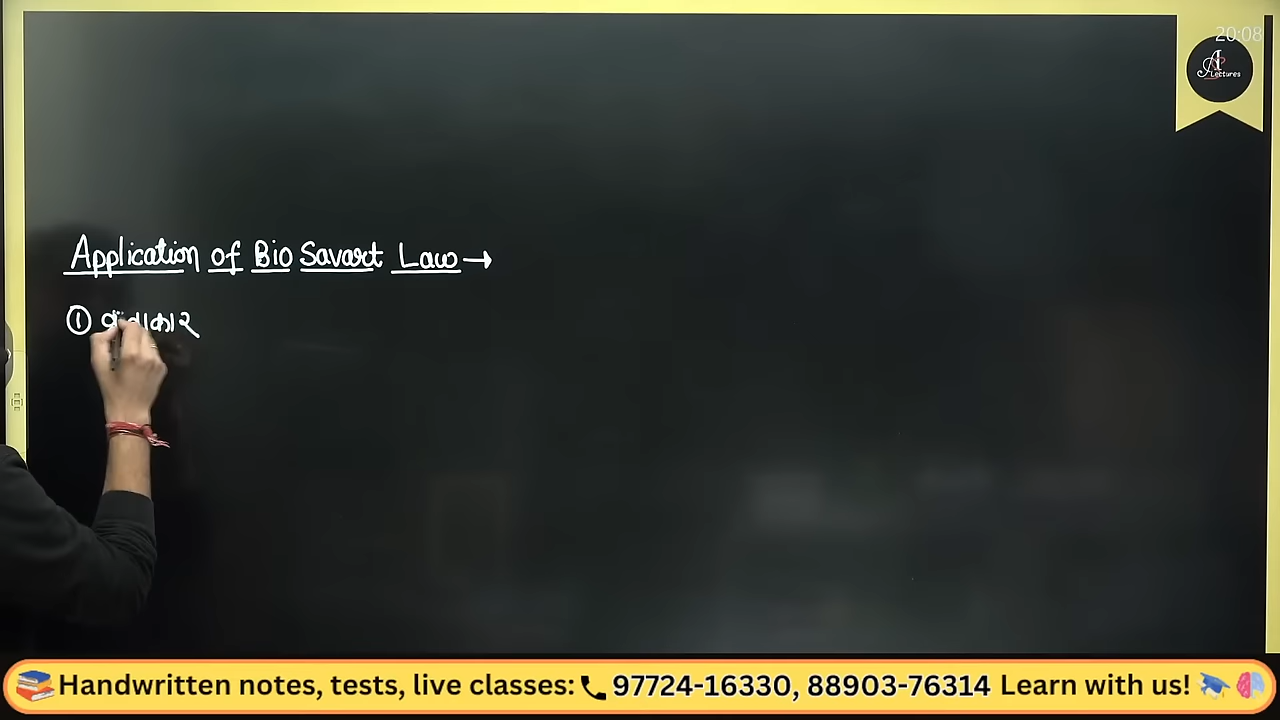 20:08
Lectures
Application of Bio Savart Law →
①
Handwritten notes, tests, live classes: 97724-16330, 88903-76314 Learn with us!